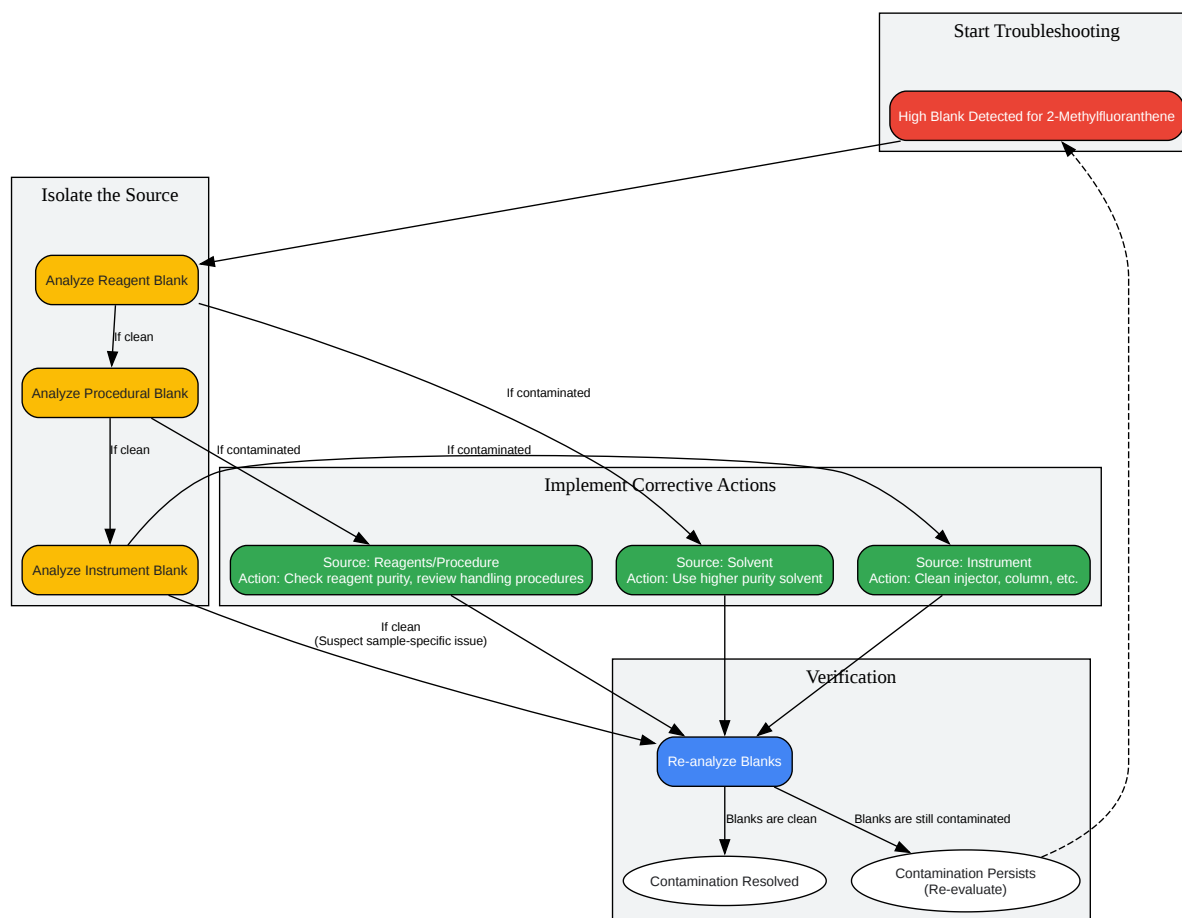 Start Troubleshooting
High Blank Detected for 2-Methylfluoranthene
Isolate the Source
Analyze Reagent Blank
If clean
Analyze Procedural Blank
If contaminated
If clean
If contaminated
If contaminated
Implement Corrective Actions
Analyze Instrument Blank
Source: Reagents/Procedure
Action: Check reagent purity, review handling procedures
Source: Solvent
Action: Use higher purity solvent
Source: Instrument
Action: Clean injector, column, etc.
If clean
(Suspect sample-specific issue)
Verification
Re-analyze Blanks
Blanks are clean
Blanks are still contaminated
Contamination Resolved
Contamination Persists
(Re-evaluate)